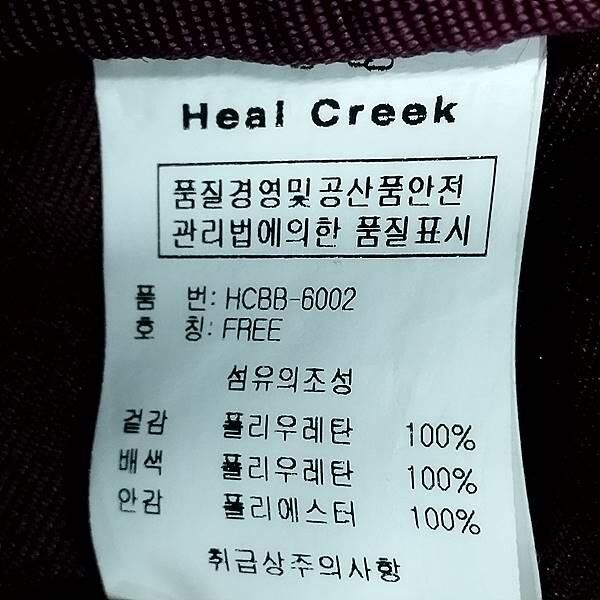 Heal Creek
품질경영및공산품안전
관리법에의한 품질표시
품 번: HCBB-6002
호 칭: FREE
섬유의조성
겉감 폴리우레탄 100%
배색 폴리우레탄 100%
안감 폴리에스터 100%
취급상주의사항